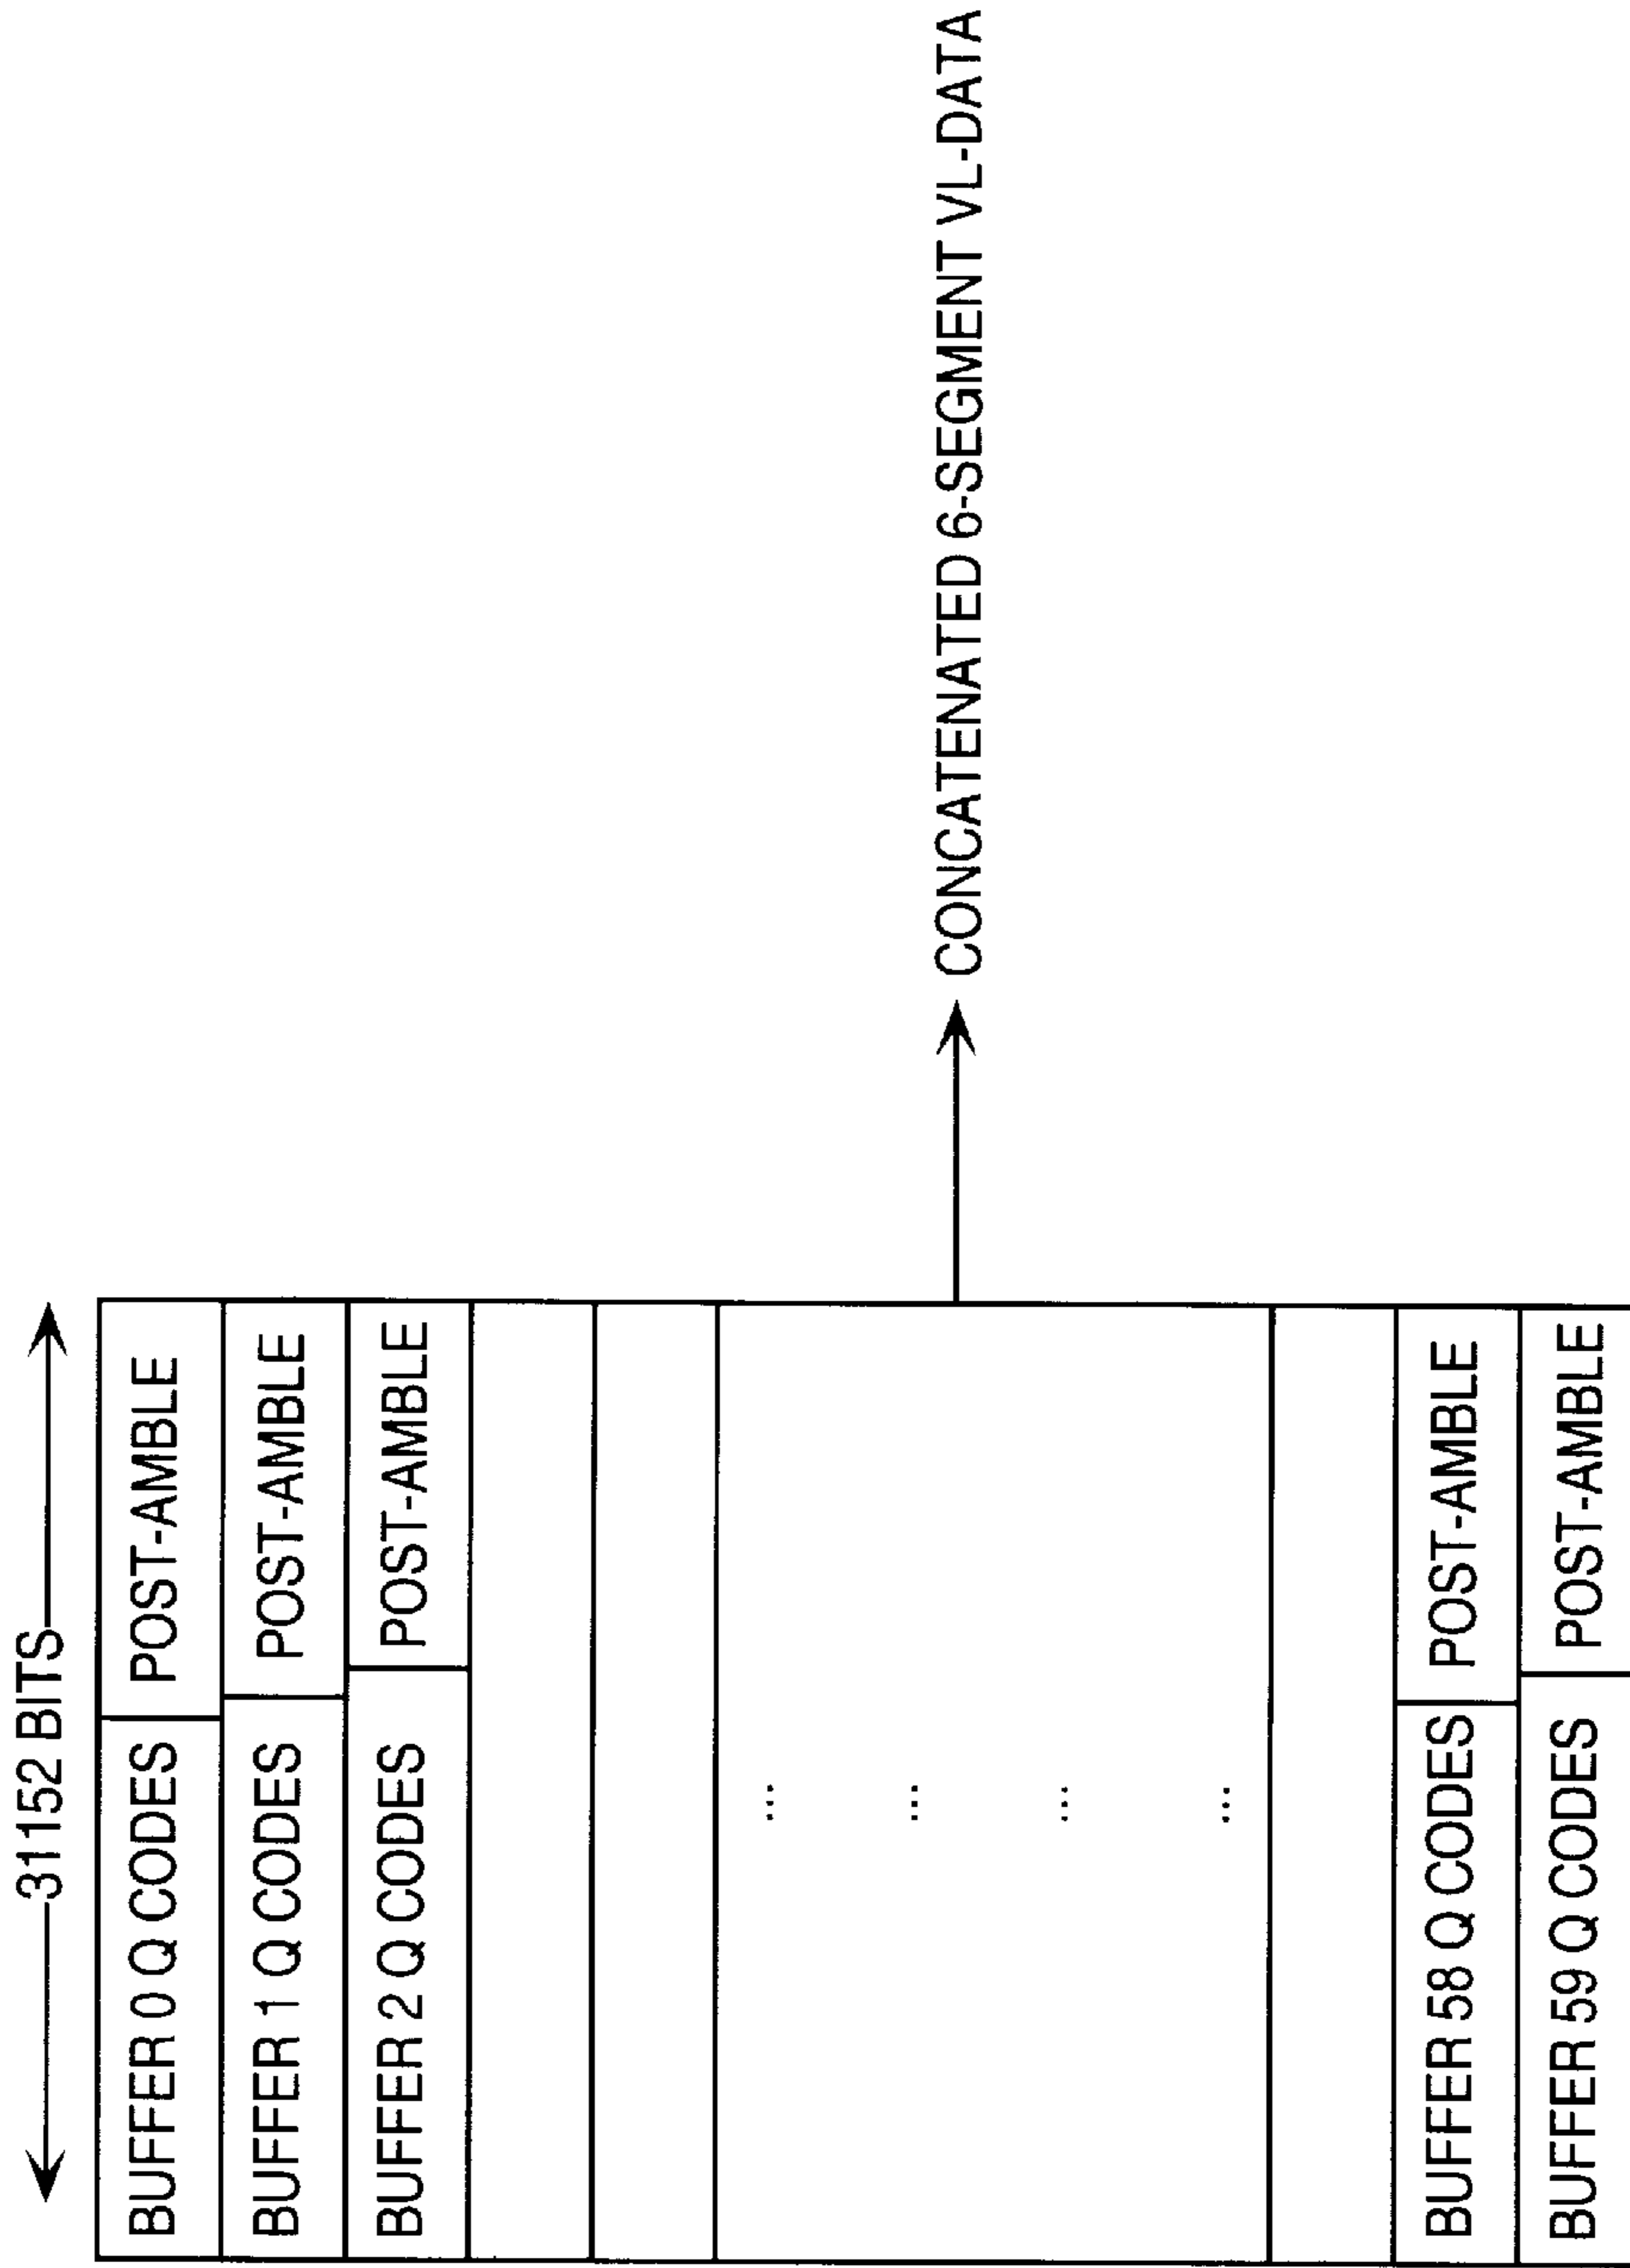 31152 BITS
BUFFER 0 Q CODES POST-AMBLE
BUFFER 1 Q CODES POST-AMBLE
BUFFER 2 Q CODES POST-AMBLE
...
...
...
...
BUFFER 58 Q CODES POST-AMBLE
BUFFER 59 Q CODES POST-AMBLE
CONCATENATED 6-SEGMENT VL-DATA